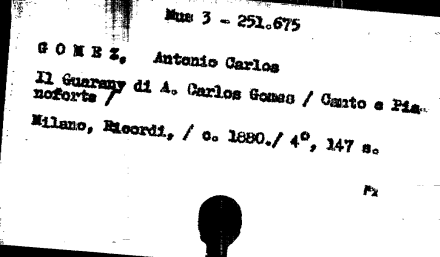 Mus 3 - 251.675
G O M E Z, Antonio Carlos
Il Guarany di A. Carlos Gomes / Canto e Pia-
noforte /
Milano, Ricordi, / c. 1880./ 4°, 147 s.
Fx